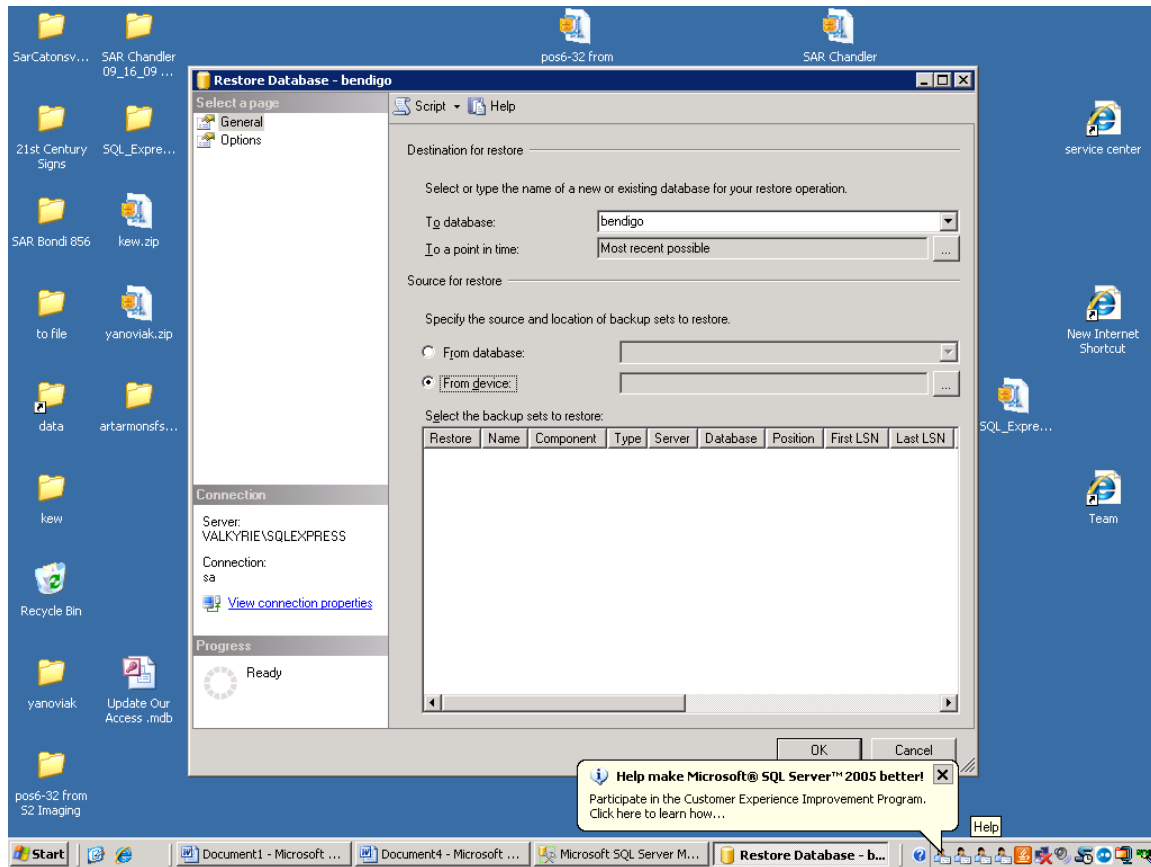 SarCatonsv...
SAR Chandler
09_16_09 ...
pos6-32 from
SAR Chandler
21st Century
Signs
SQL_Expre...
service center
SAR Bondi 856
kew.zip
to file
yanoviak.zip
New Internet
Shortcut
data
artarmonsfs...
SQL_Expre...
kew
Team
Recycle Bin
yanoviak
Update Our
Access .mdb
pos6-32 from
S2 Imaging
Restore Database - bendigo
Select a page
General
Options
Script
Help
Destination for restore
Select or type the name of a new or existing database for your restore operation.
To database:
bendigo
To a point in time:
Most recent possible
...
Source for restore
Specify the source and location of backup sets to restore.
From database:
From device:
...
Select the backup sets to restore:
Restore Name Component Type Server Database Position First LSN Last LSN
Connection
Server:
VALKYRIE\SQLEXPRESS
Connection:
sa
View connection properties
Progress
Ready
OK
Cancel
Help make Microsoft® SQL Server™ 2005 better!
Participate in the Customer Experience Improvement Program.
Click here to learn how...
Help
Start
Document1 - Microsoft ...
Document4 - Microsoft ...
Microsoft SQL Server M...
Restore Database - b...